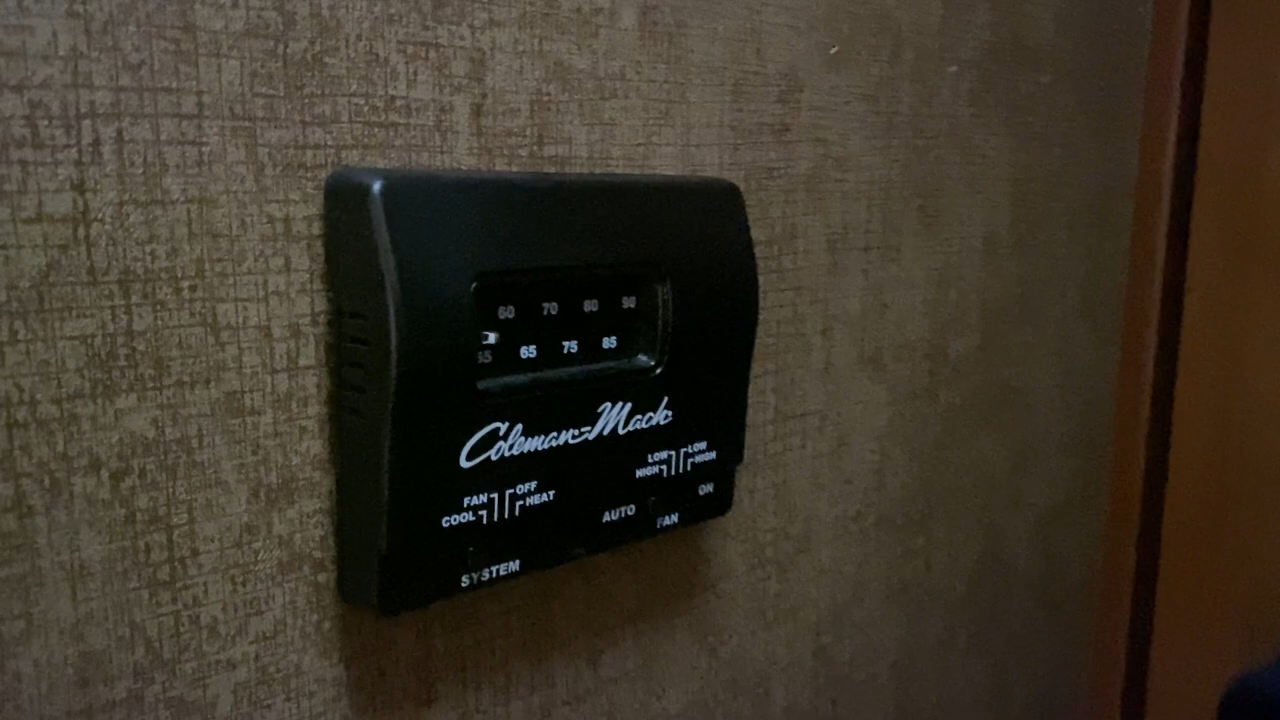 60 70 80 90
65 75 85
Coleman-Mach
LOW LOW
HIGH HIGH
FAN OFF
COOL HEAT
AUTO ON
FAN
SYSTEM